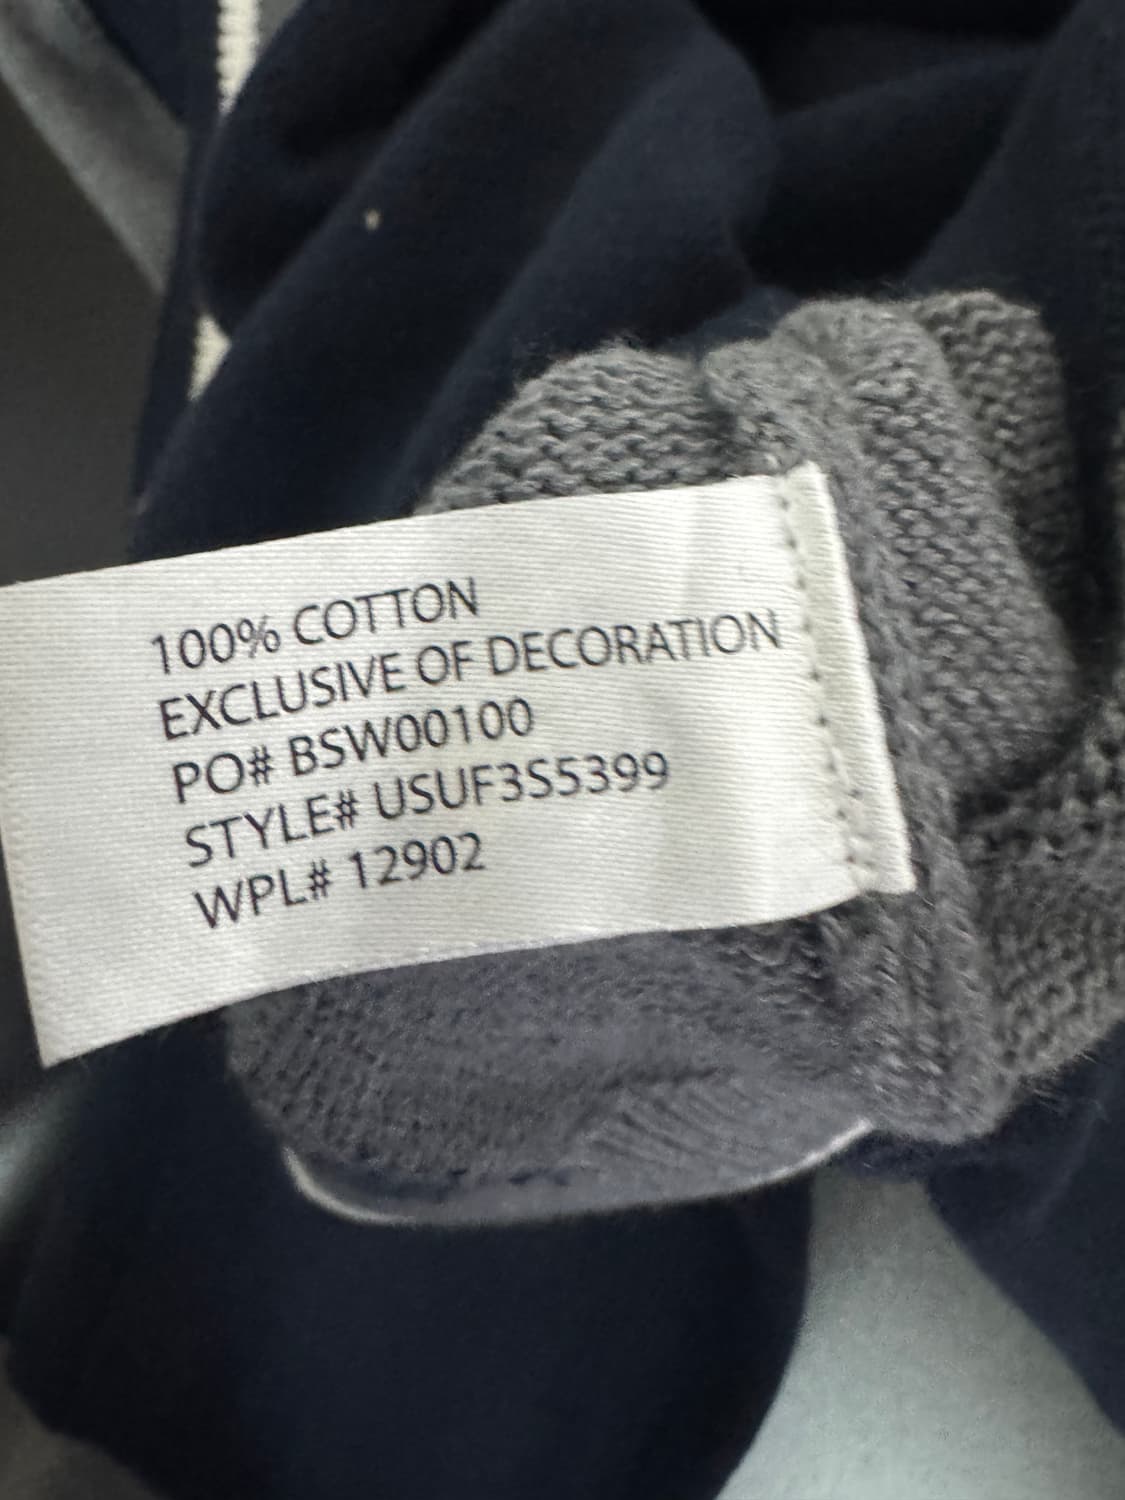 100% COTTON
EXCLUSIVE OF DECORATION
PO# BSW00100
STYLE# USUF3S5399
WPL# 12902